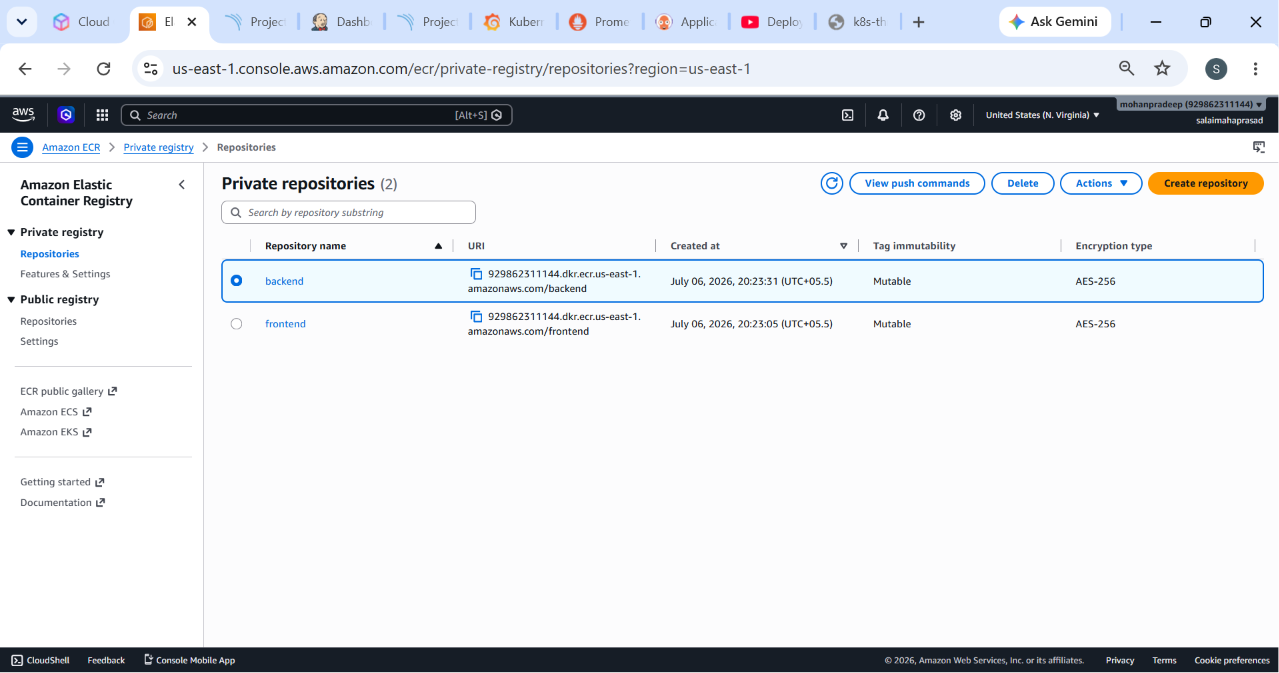 Cloud
El
Project
Dashb
Project
Kubern
Prome
Applic
Deploy
k8s-th
Ask Gemini
us-east-1.console.aws.amazon.com/ecr/private-registry/repositories?region=us-east-1
S
aws
Search
[Alt+S]
United States (N. Virginia)
mohanpradeep (929862311144)
salaimahaprasad
Amazon ECR
Private registry
Repositories
Amazon Elastic
Container Registry
Private registry
Repositories
Features & Settings
Public registry
Repositories
Settings
ECR public gallery
Amazon ECS
Amazon EKS
Getting started
Documentation
Private repositories (2)
View push commands
Delete
Actions
Create repository
Search by repository substring
Repository name
URI
Created at
Tag immutability
Encryption type
backend
929862311144.dkr.ecr.us-east-1.
amazonaws.com/backend
July 06, 2026, 20:23:31 (UTC+05.5)
Mutable
AES-256
frontend
929862311144.dkr.ecr.us-east-1.
amazonaws.com/frontend
July 06, 2026, 20:23:05 (UTC+05.5)
Mutable
AES-256
CloudShell
Feedback
Console Mobile App
© 2026, Amazon Web Services, Inc. or its affiliates.
Privacy
Terms
Cookie preferences